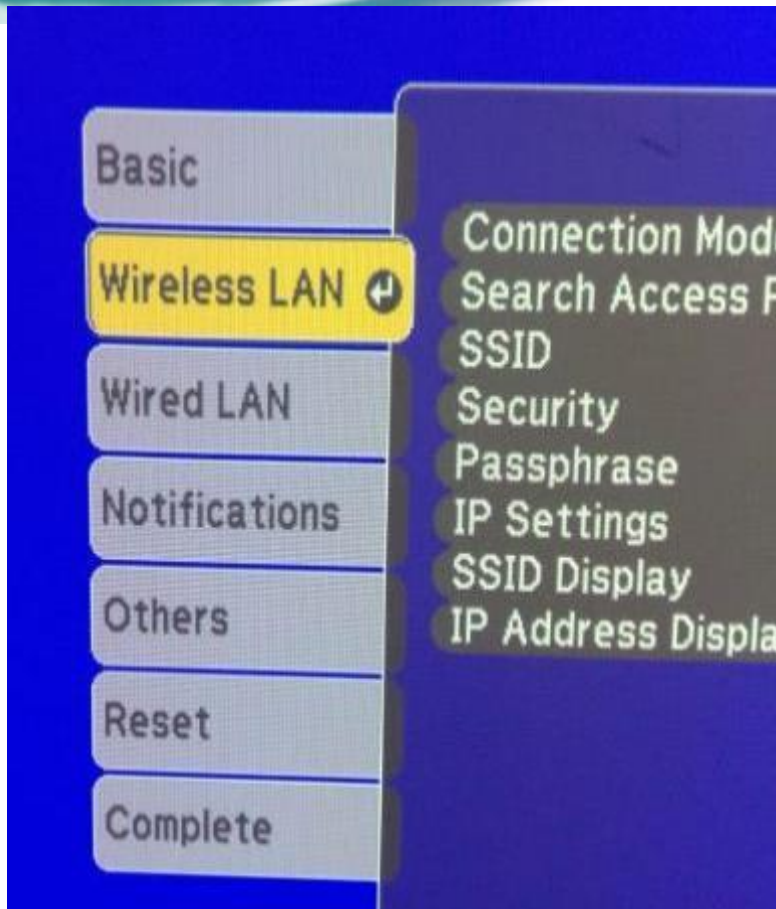 Basic
Wireless LAN
Wired LAN
Notifications
Others
Reset
Complete
Connection Mod
Search Access
SSID
Security
Passphrase
IP Settings
SSID Display
IP Address Displa